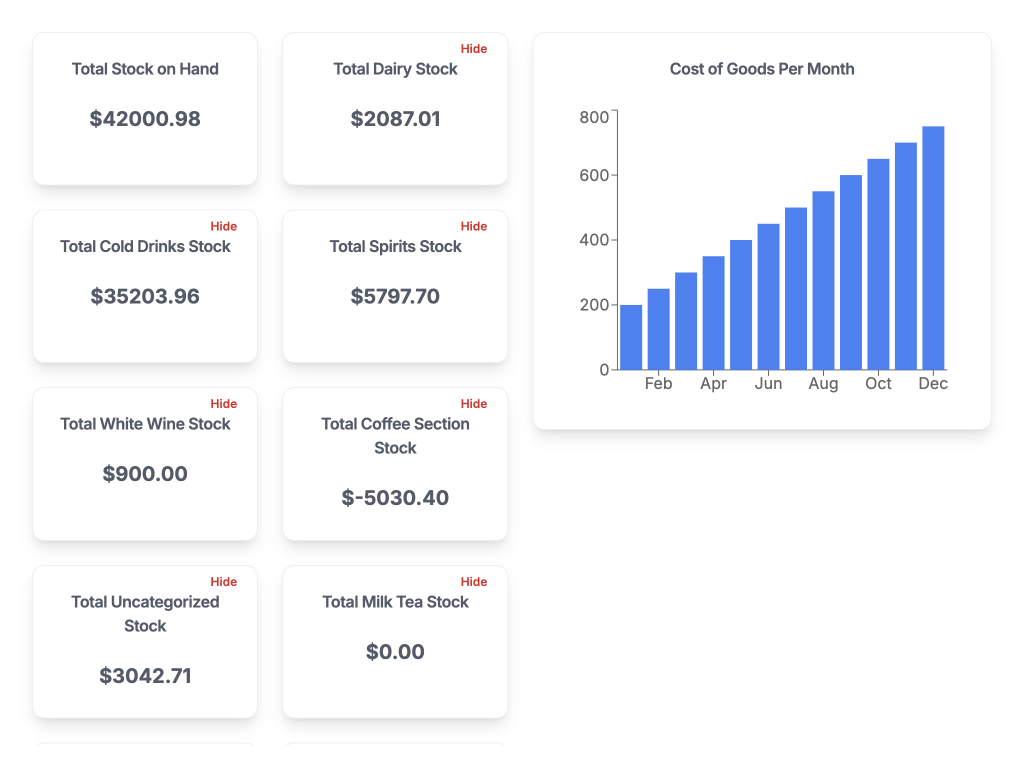 Total Stock on Hand
$42000.98
Hide
Total Dairy Stock
$2087.01
Hide
Total Cold Drinks Stock
$35203.96
Hide
Total Spirits Stock
$5797.70
Hide
Total White Wine Stock
$900.00
Hide
Total Coffee Section
Stock
$-5030.40
Hide
Total Uncategorized
Stock
$3042.71
Hide
Total Milk Tea Stock
$0.00
Cost of Goods Per Month
800
600
400
200
0
Feb Apr Jun Aug Oct Dec